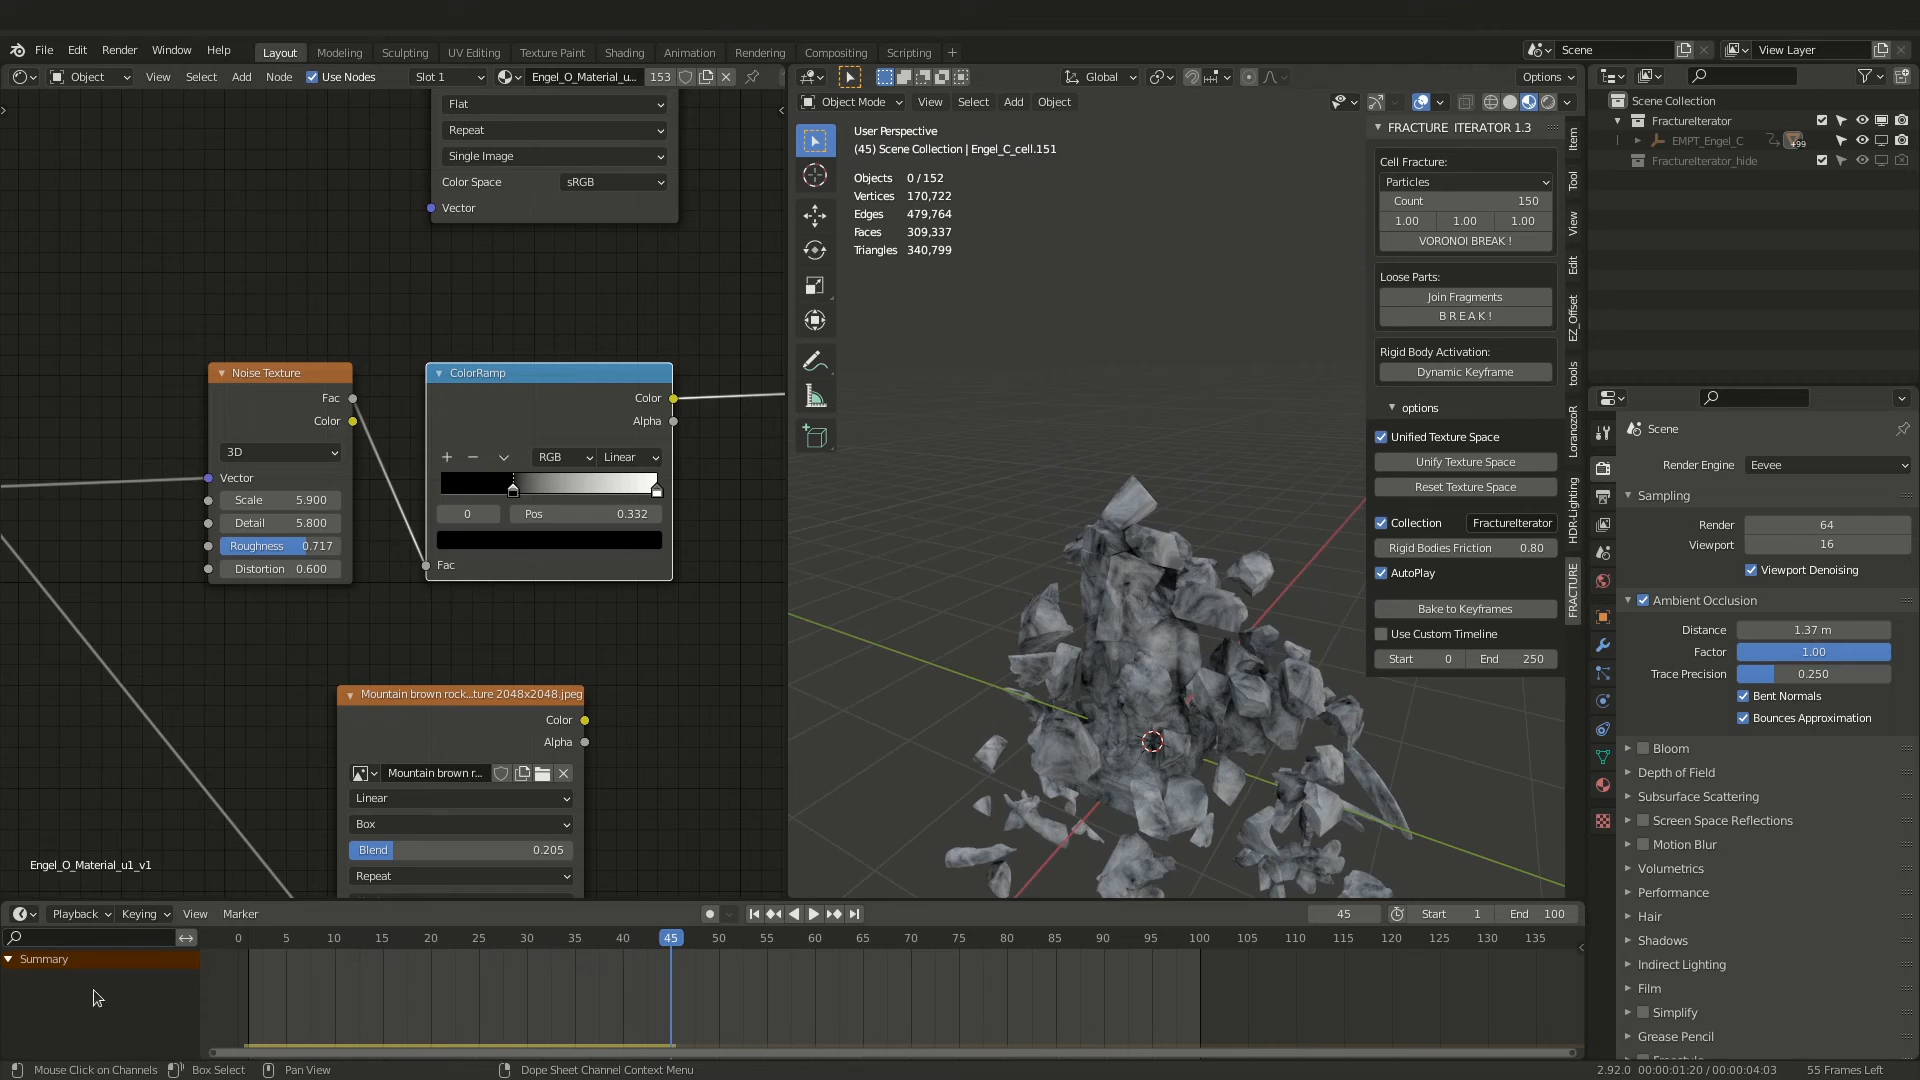 File Edit Render Window Help Layout Modeling Sculpting UV Editing Texture Paint Shading Animation Rendering Compositing Scripting + Scene View Layer
Object View Select Add Node Use Nodes Slot 1 Engel_O_Material_u... 153 Global Options
Object Mode View Select Add Object
Flat
Repeat
Single Image
Color Space sRGB
Vector
Noise Texture
Fac
Color
3D
Vector
Scale 5.900
Detail 5.800
Roughness 0.717
Distortion 0.600
ColorRamp
Color
Alpha
+ − RGB Linear
0 Pos 0.332
Fac
Mountain brown rock...ture 2048x2048.jpeg
Color
Alpha
Mountain brown r...
Linear
Box
Blend 0.205
Repeat
Engel_O_Material_u1_v1
User Perspective
(45) Scene Collection | Engel_C_cell.151
Objects 0 / 152
Vertices 170,722
Edges 479,764
Faces 309,337
Triangles 340,799
FRACTURE ITERATOR 1.3
Cell Fracture:
Particles
Count 150
1.00 1.00 1.00
VORONOI BREAK !
Loose Parts:
Join Fragments
B R E A K !
Rigid Body Activation:
Dynamic Keyframe
options
Unified Texture Space
Unify Texture Space
Reset Texture Space
Collection FractureIterator
Rigid Bodies Friction 0.80
AutoPlay
Bake to Keyframes
Use Custom Timeline
Start 0 End 250
Item
Tool
View
Edit
EZ_Offset
tools
LoranozoR
HDR-Lighting
FRACTURE
Scene Collection
FractureIterator
EMPT_Engel_C +99
FractureIterator_hide
Scene
Render Engine Eevee
Sampling
Render 64
Viewport 16
Viewport Denoising
Ambient Occlusion
Distance 1.37 m
Factor 1.00
Trace Precision 0.250
Bent Normals
Bounces Approximation
Bloom
Depth of Field
Subsurface Scattering
Screen Space Reflections
Motion Blur
Volumetrics
Performance
Hair
Shadows
Indirect Lighting
Film
Simplify
Grease Pencil
Playback Keying View Marker 45 Start 1 End 100
0 5 10 15 20 25 30 35 40 45 50 55 60 65 70 75 80 85 90 95 100 105 110 115 120 125 130 135
Summary
Mouse Click on Channels Box Select Pan View Dope Sheet Channel Context Menu 2.92.0 00:00:01:20 / 00:00:04:03 55 Frames Left